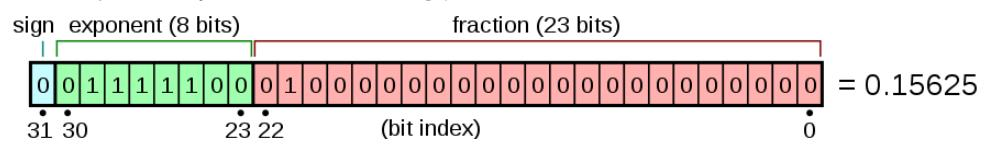 sign exponent (8 bits) fraction (23 bits)
0 0 1 1 1 1 1 0 0 0 1 0 0 0 0 0 0 0 0 0 0 0 0 0 0 0 0 0 0 0 0 0 = 0.15625
31 30 23 22 (bit index) 0